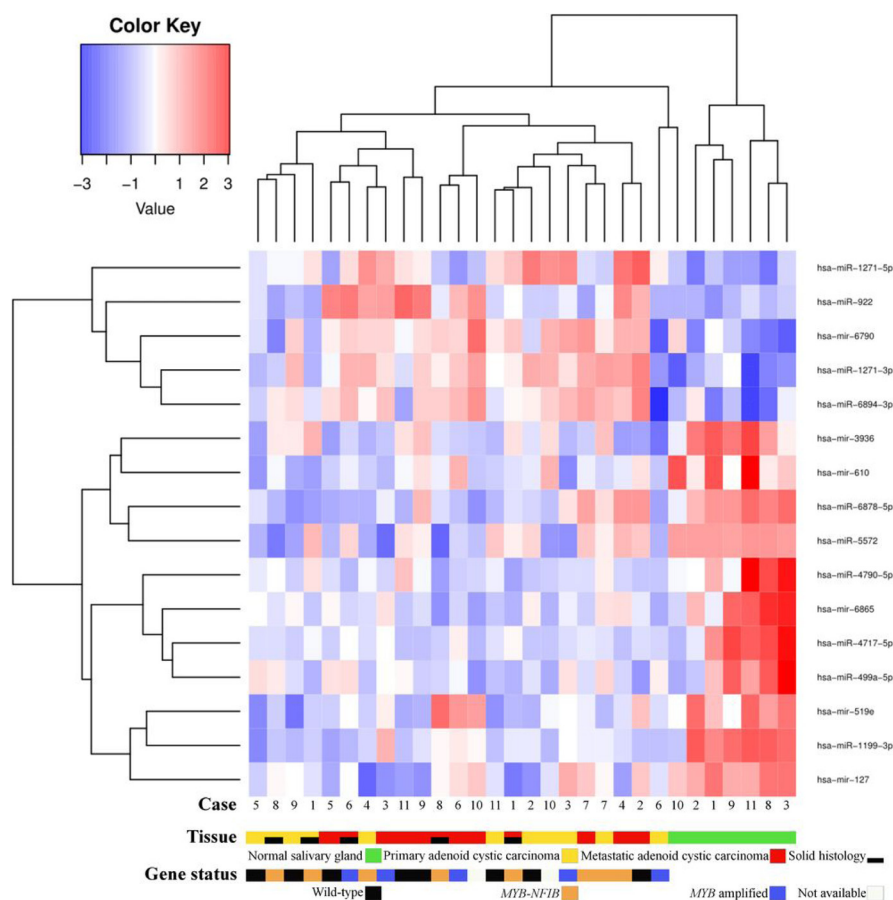 Color Key
−3 −1 1 2 3
Value
hsa−miR−1271−5p
hsa−miR−922
hsa−mir−6790
hsa−miR−1271−3p
hsa−miR−6894−3p
hsa−mir−3936
hsa−mir−610
hsa−miR−6878−5p
hsa−miR−5572
hsa−miR−4790−5p
hsa−mir−6865
hsa−miR−4717−5p
hsa−miR−499a−5p
hsa−mir−519e
hsa−miR−1199−3p
hsa−mir−127
Case 5 8 9 1 5 6 4 3 11 9 8 6 10 11 1 2 10 3 7 7 4 2 6 10 2 1 9 11 8 3
Tissue
Normal salivary gland Primary adenoid cystic carcinoma Metastatic adenoid cystic carcinoma Solid histology
Gene status
Wild-type MYB-NFIB MYB amplified Not available